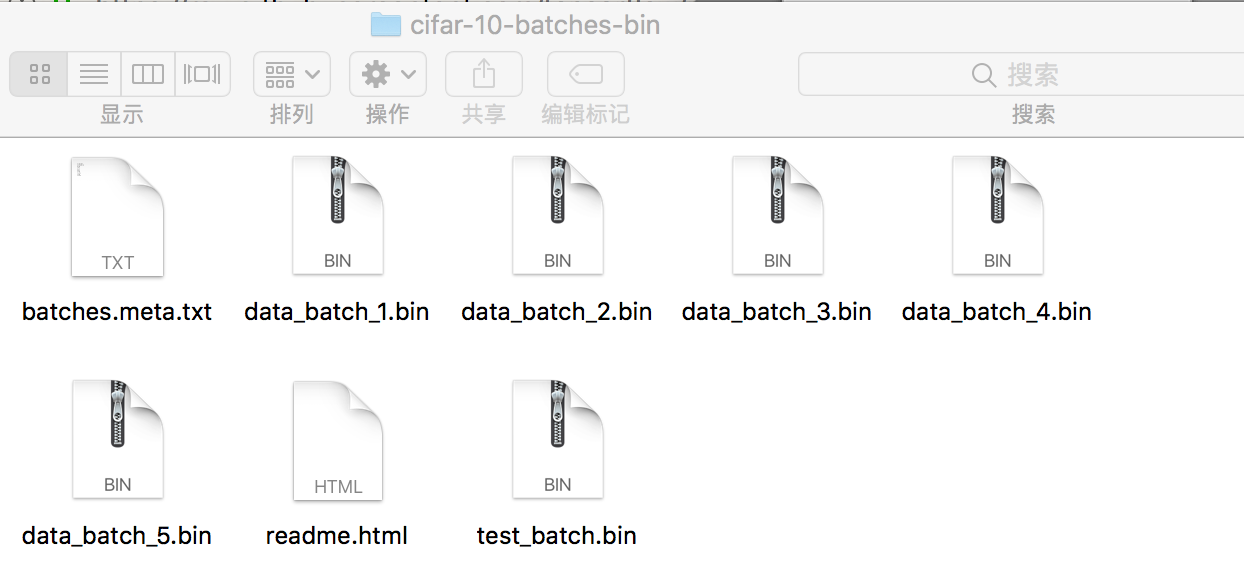 cifar-10-batches-bin
搜索
显示 排列 操作 共享 编辑标记 搜索
TXT BIN BIN BIN BIN
batches.meta.txt data_batch_1.bin data_batch_2.bin data_batch_3.bin data_batch_4.bin
BIN HTML BIN
data_batch_5.bin readme.html test_batch.bin